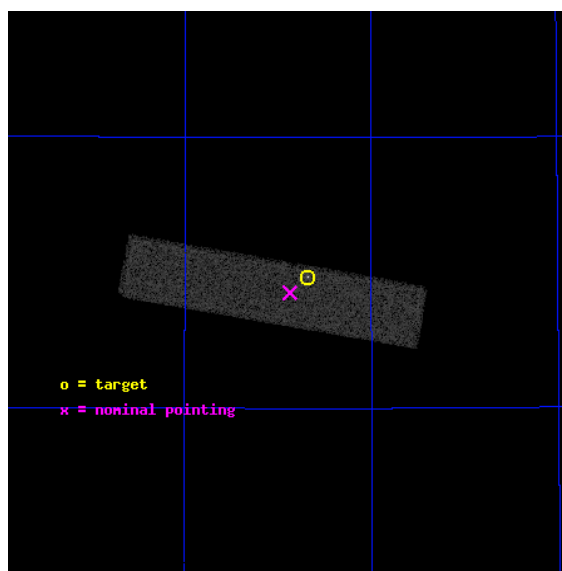 o = target
x = nominal pointing